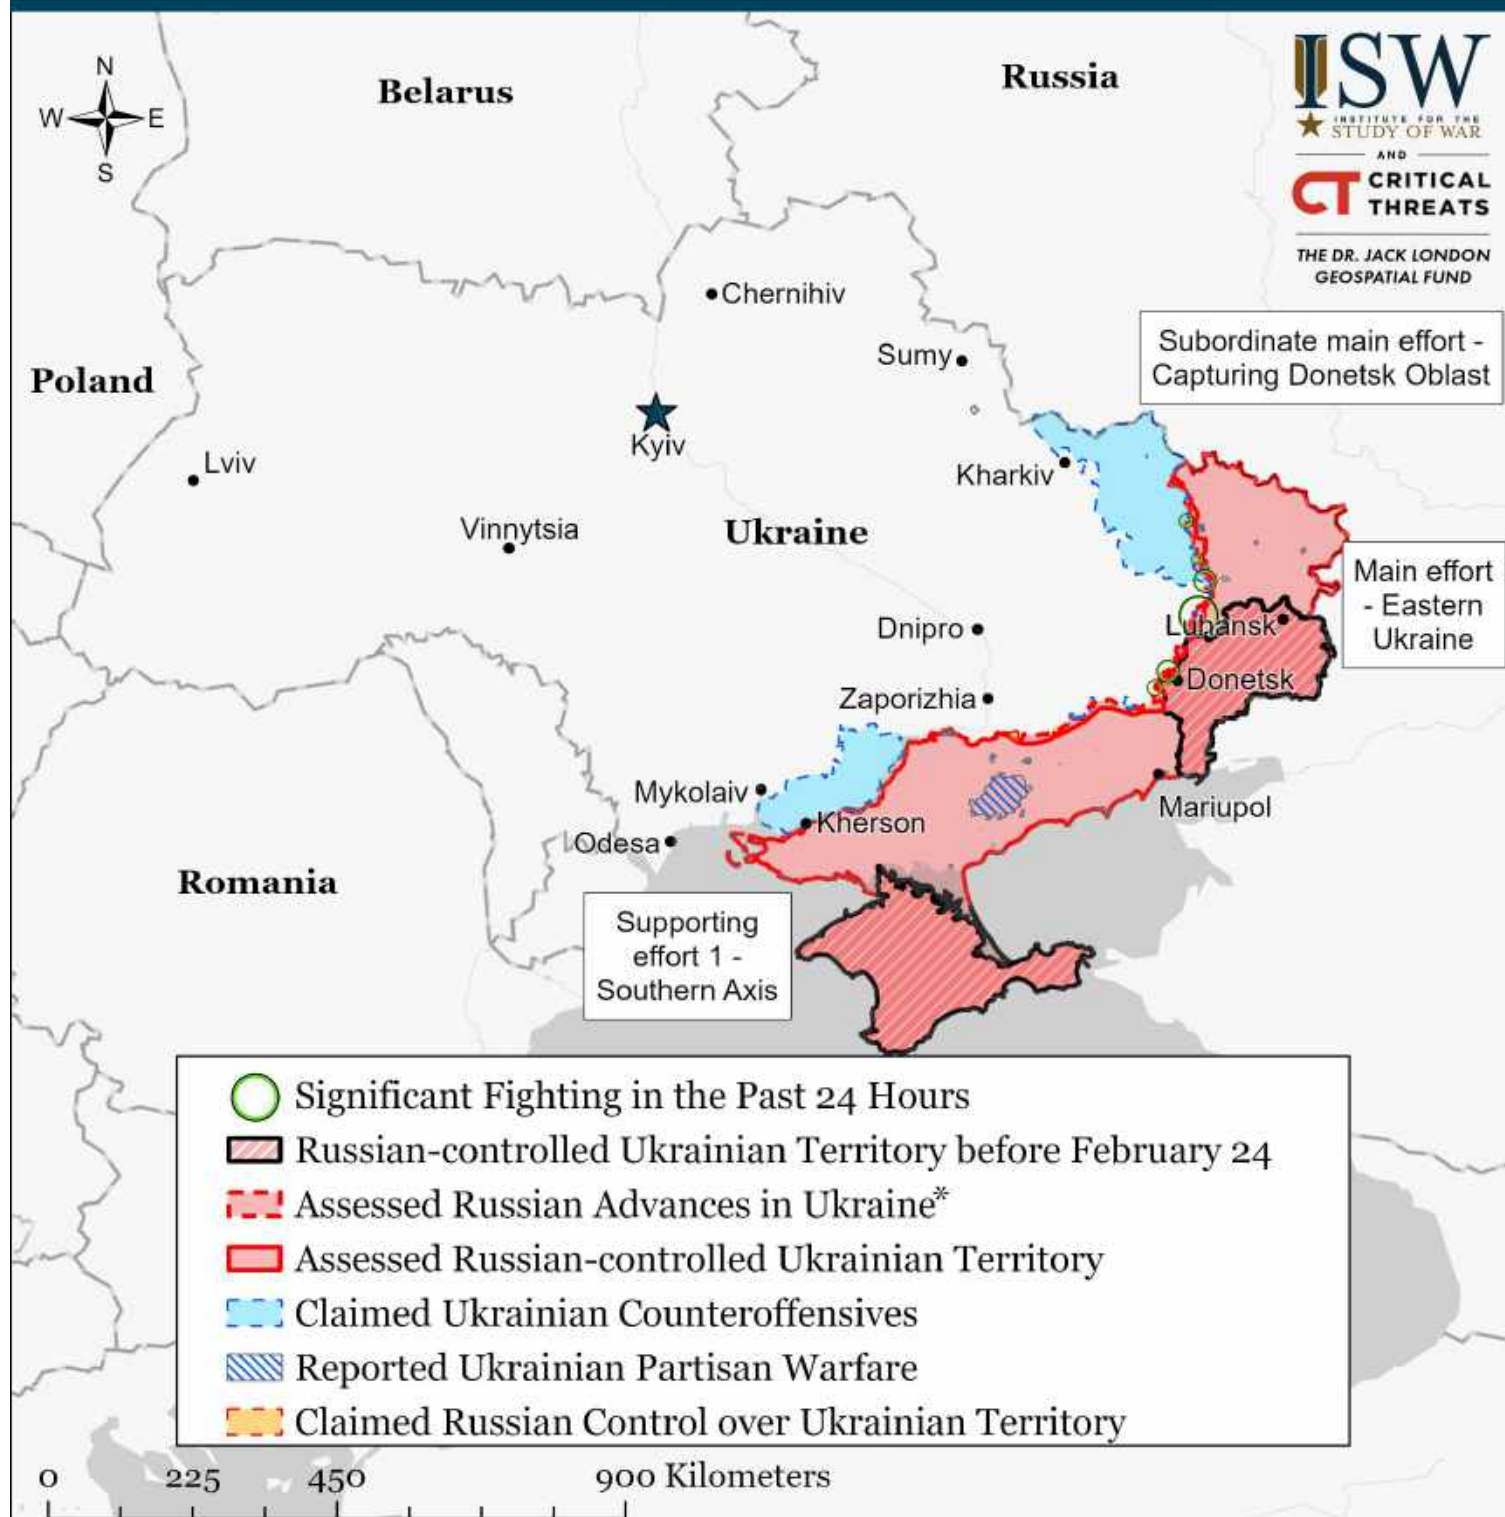 N
W E
S
Belarus
Russia
ISW
INSTITUTE FOR THE
STUDY OF WAR
AND
CT CRITICAL
THREATS
THE DR. JACK LONDON
GEOSPATIAL FUND
Chernihiv
Subordinate main effort -
Capturing Donetsk Oblast
Sumy
Poland
Kyiv
Lviv
Kharkiv
Vinnytsia
Ukraine
Main effort
- Eastern
Ukraine
Dnipro
Luhansk
Donetsk
Zaporizhia
Mykolaiv
Mariupol
Kherson
Odesa
Romania
Supporting
effort 1 -
Southern Axis
Significant Fighting in the Past 24 Hours
Russian-controlled Ukrainian Territory before February 24
Assessed Russian Advances in Ukraine*
Assessed Russian-controlled Ukrainian Territory
Claimed Ukrainian Counteroffensives
Reported Ukrainian Partisan Warfare
Claimed Russian Control over Ukrainian Territory
0 225 450 900 Kilometers